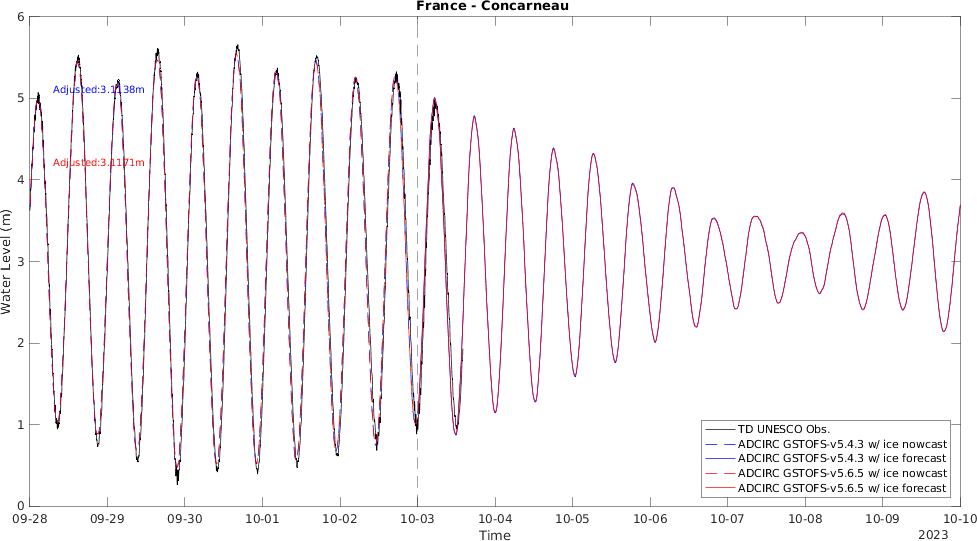 France - Concarneau
6
5
4
3
2
1
0
Water Level (m)
Adjusted:3.1138m
Adjusted:3.1171m
TD UNESCO Obs.
ADCIRC GSTOFS-v5.4.3 w/ ice nowcast
ADCIRC GSTOFS-v5.4.3 w/ ice forecast
ADCIRC GSTOFS-v5.6.5 w/ ice nowcast
ADCIRC GSTOFS-v5.6.5 w/ ice forecast
09-28 09-29 09-30 10-01 10-02 10-03 10-04 10-05 10-06 10-07 10-08 10-09 10-10
Time
2023